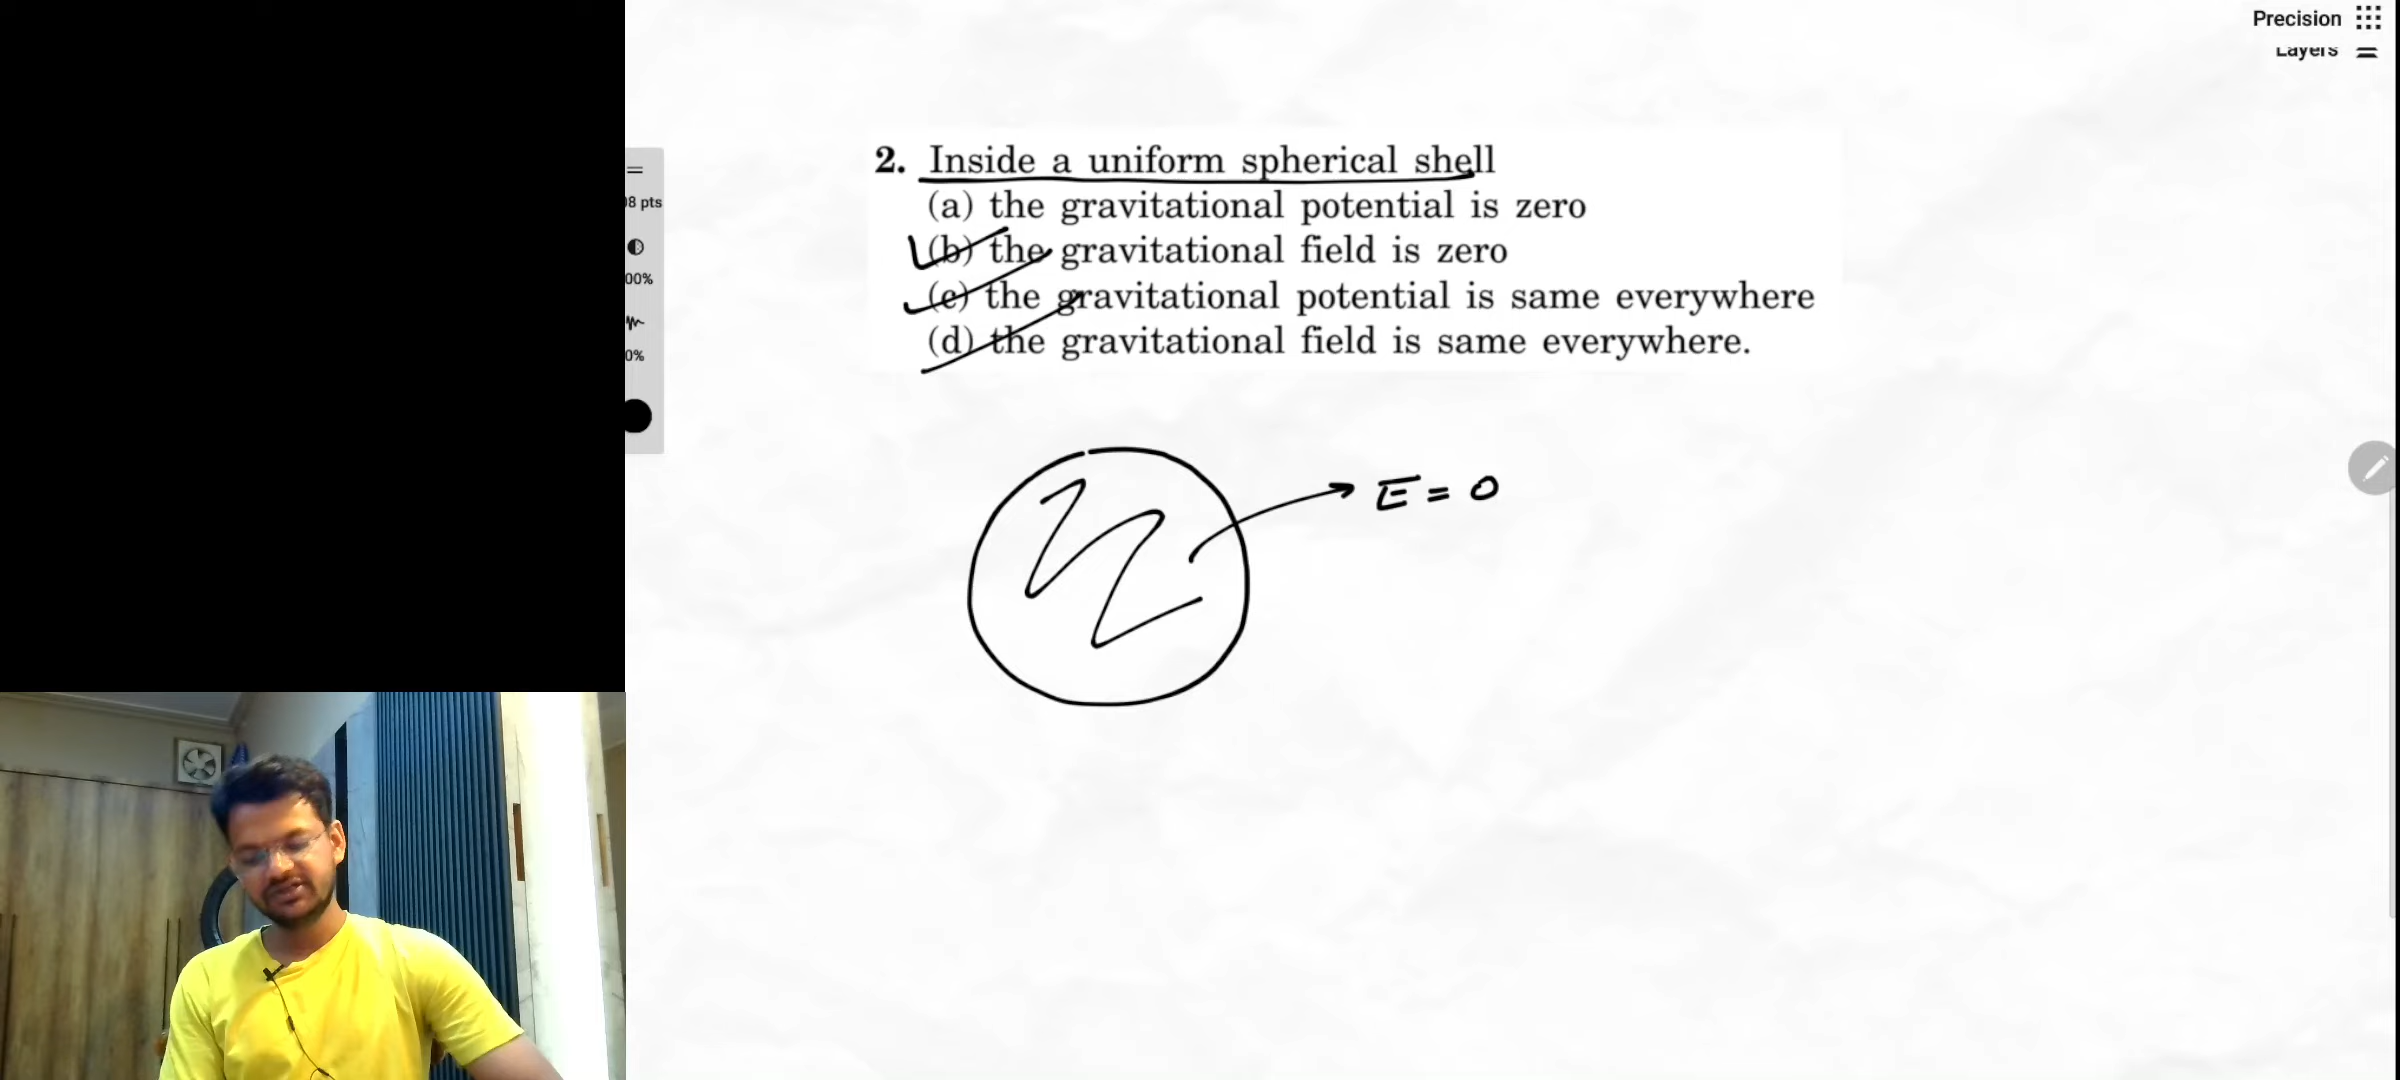 Precision
Layers
8 pts
00%
0%
2. Inside a uniform spherical shell
(a) the gravitational potential is zero
(b) the gravitational field is zero
(c) the gravitational potential is same everywhere
(d) the gravitational field is same everywhere.
E = 0